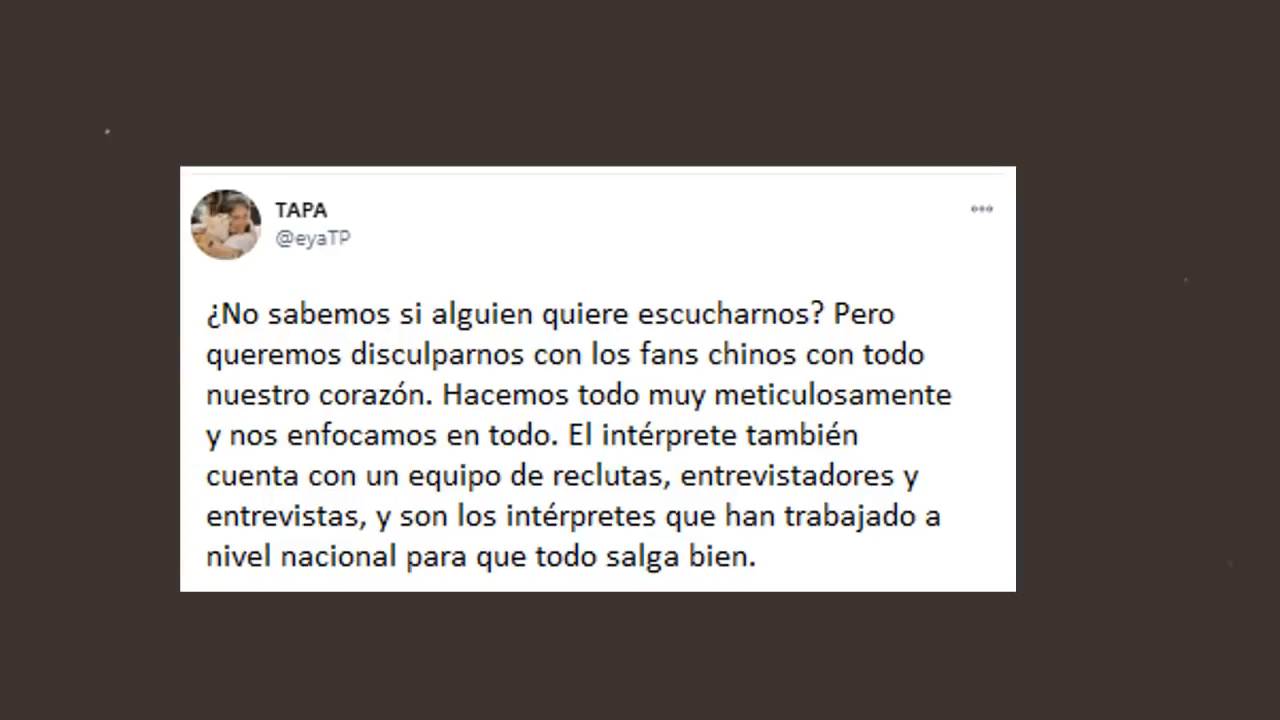 TAPA
@eyaTP
¿No sabemos si alguien quiere escucharnos? Pero
queremos disculparnos con los fans chinos con todo
nuestro corazón. Hacemos todo muy meticulosamente
y nos enfocamos en todo. El intérprete también
cuenta con un equipo de reclutas, entrevistadores y
entrevistas, y son los intérpretes que han trabajado a
nivel nacional para que todo salga bien.